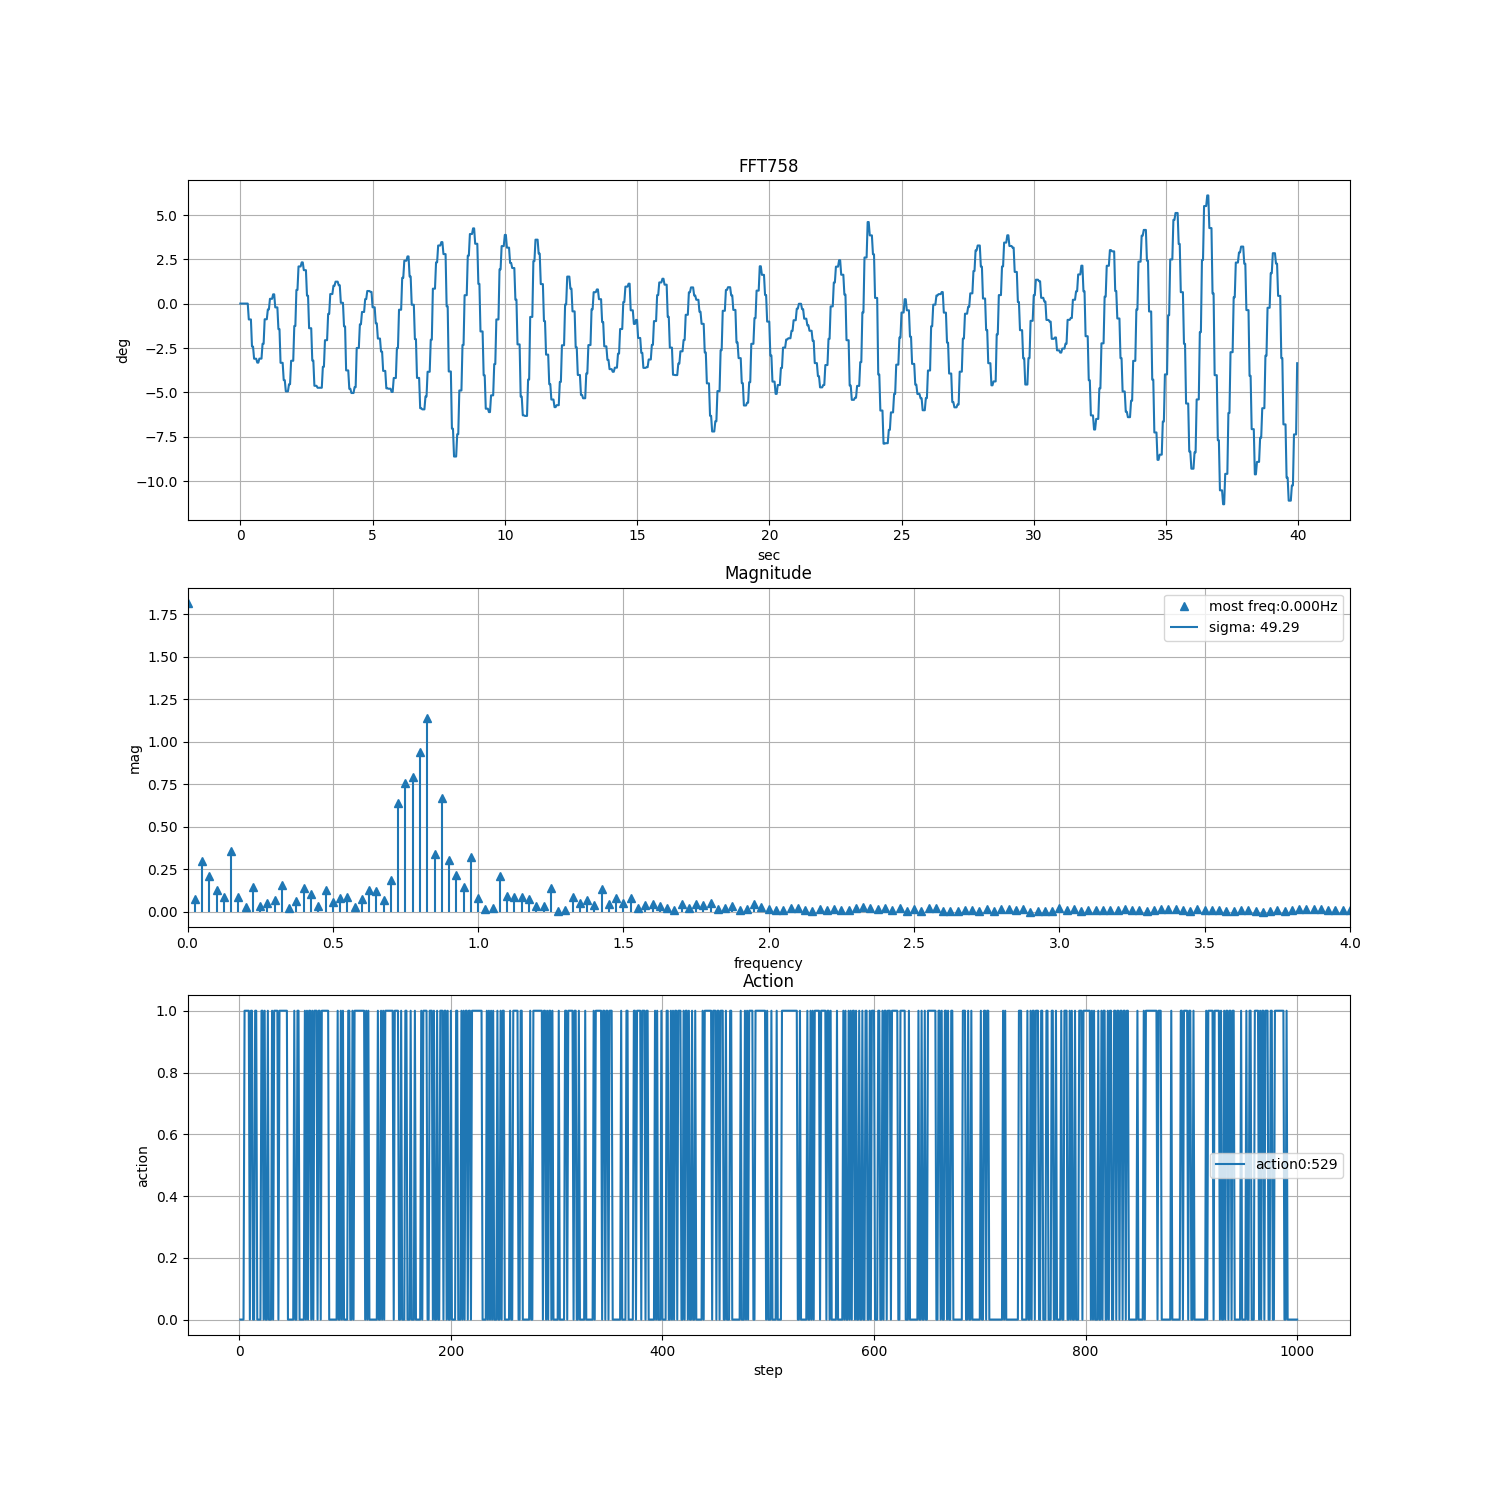 FFT758
5.0
2.5
0.0
−2.5
−5.0
−7.5
−10.0
deg
0 5 10 15 20 25 30 35 40
sec
Magnitude
1.75
1.50
1.25
1.00
0.75
0.50
0.25
0.00
mag
most freq:0.000Hz
sigma: 49.29
0.0 0.5 1.0 1.5 2.0 2.5 3.0 3.5 4.0
frequency
Action
1.0
0.8
0.6
0.4
0.2
0.0
action
action0:529
0 200 400 600 800 1000
step